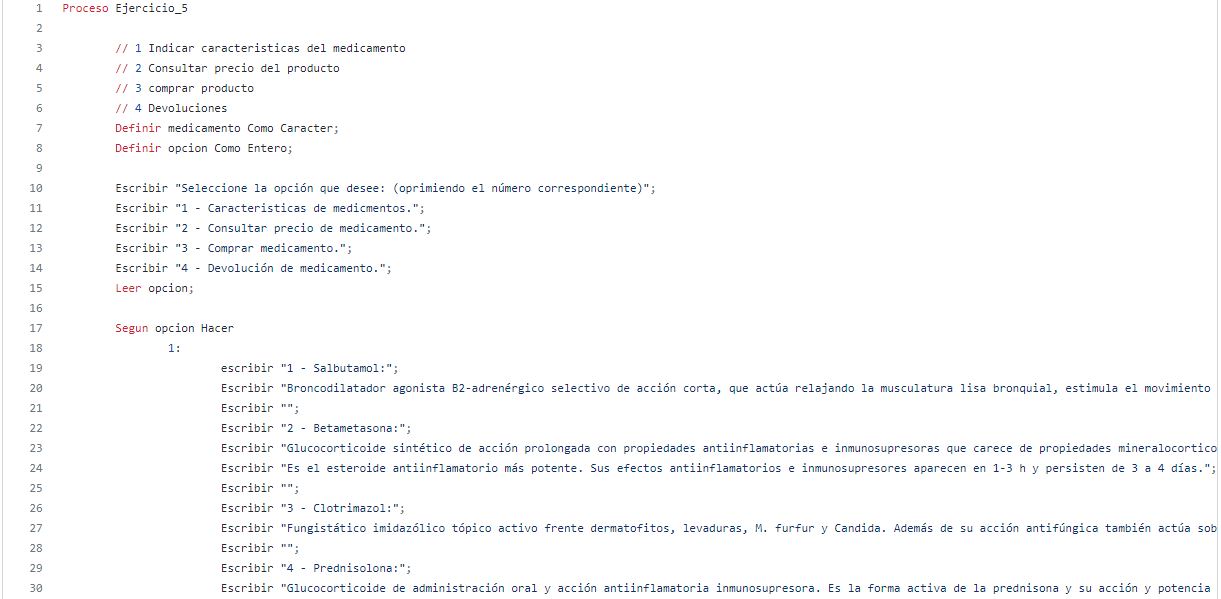 1 Proceso Ejercicio_5
2
3 // 1 Indicar caracteristicas del medicamento
4 // 2 Consultar precio del producto
5 // 3 comprar producto
6 // 4 Devoluciones
7 Definir medicamento Como Caracter;
8 Definir opcion Como Entero;
9
10 Escribir "Seleccione la opción que desee: (oprimiendo el número correspondiente)";
11 Escribir "1 - Caracteristicas de medicmentos.";
12 Escribir "2 - Consultar precio de medicamento.";
13 Escribir "3 - Comprar medicamento.";
14 Escribir "4 - Devolución de medicamento.";
15 Leer opcion;
16
17 Segun opcion Hacer
18 1:
19 escribir "1 - Salbutamol:";
20 Escribir "Broncodilatador agonista B2-adrenérgico selectivo de acción corta, que actúa relajando la musculatura lisa bronquial, estimula el movimiento
21 Escribir "";
22 Escribir "2 - Betametasona:";
23 Escribir "Glucocorticoide sintético de acción prolongada con propiedades antiinflamatorias e inmunosupresoras que carece de propiedades mineralocortico
24 Escribir "Es el esteroide antiinflamatorio más potente. Sus efectos antiinflamatorios e inmunosupresores aparecen en 1-3 h y persisten de 3 a 4 días.";
25 Escribir "";
26 Escribir "3 - Clotrimazol:";
27 Escribir "Fungistático imidazólico tópico activo frente dermatofitos, levaduras, M. furfur y Candida. Además de su acción antifúngica también actúa sob
28 Escribir "";
29 Escribir "4 - Prednisolona:";
30 Escribir "Glucocorticoide de administración oral y acción antiinflamatoria inmunosupresora. Es la forma activa de la prednisona y su acción y potencia